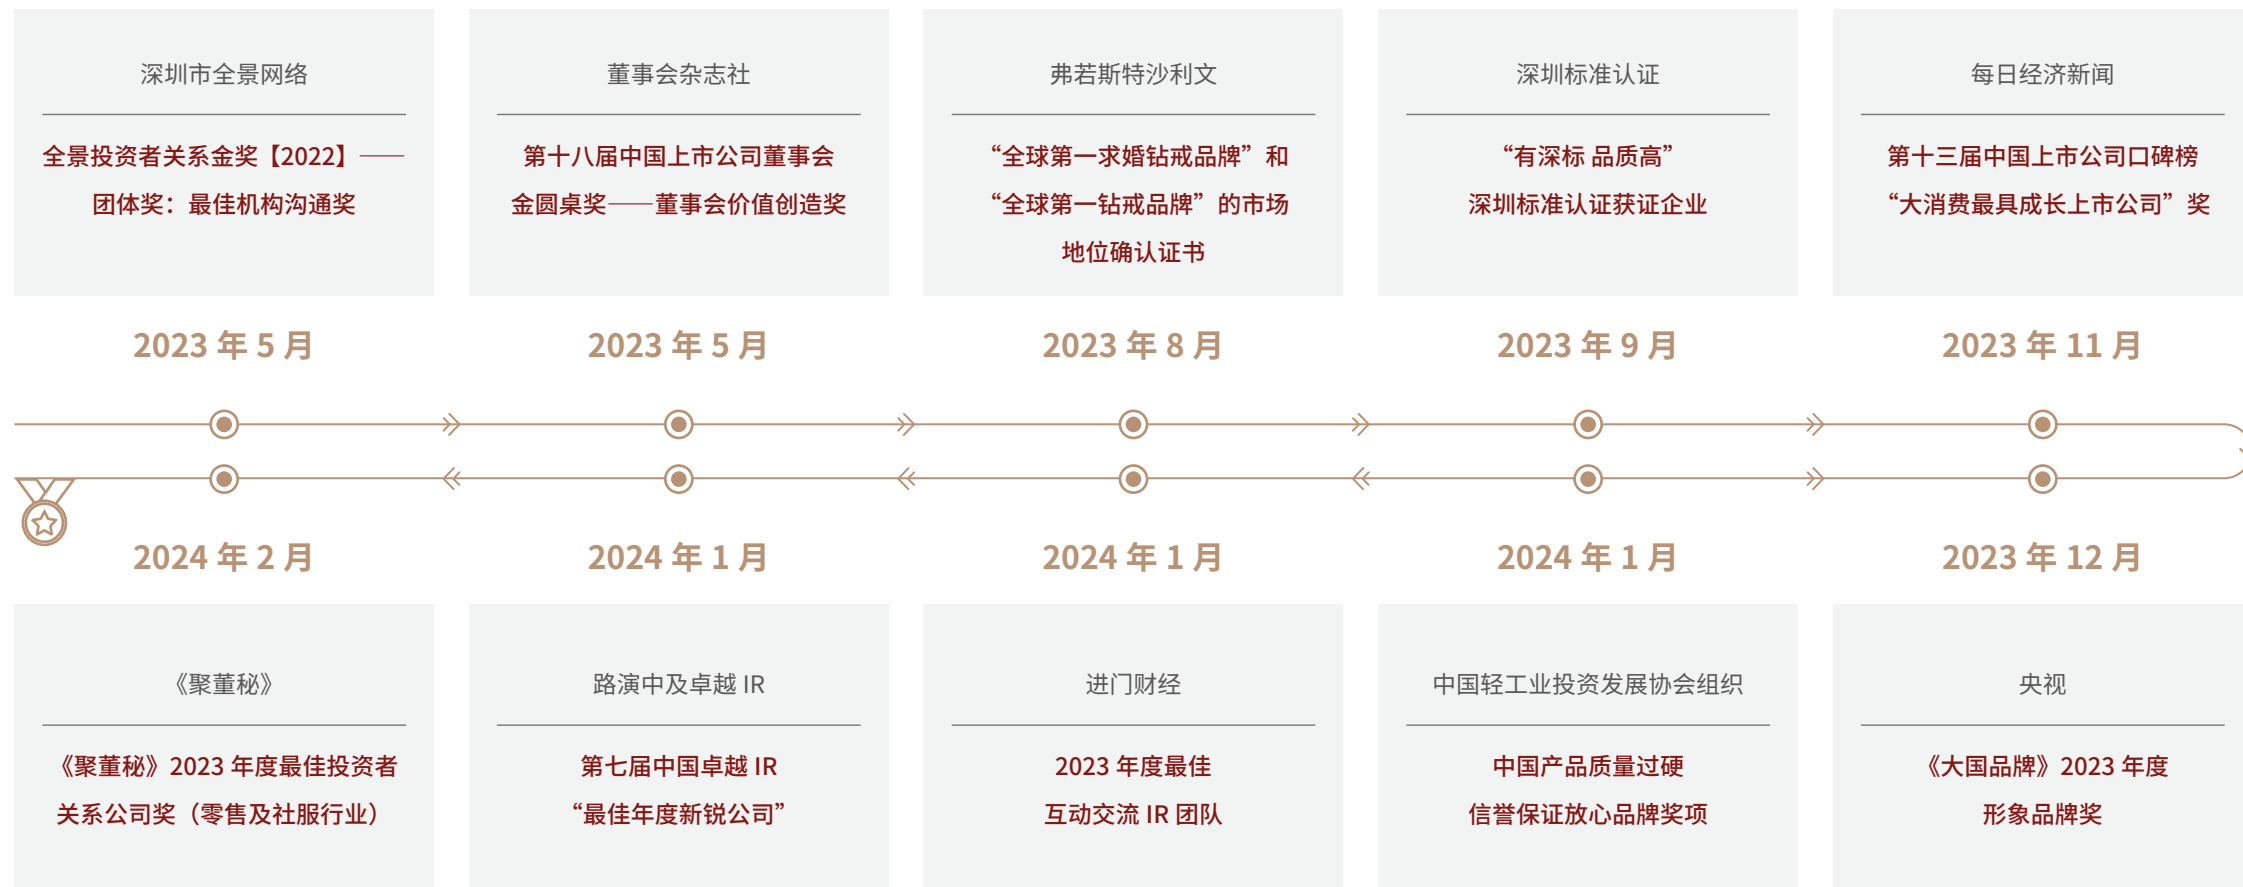 深圳市全景网络
全景投资者关系金奖【2022】——
团体奖：最佳机构沟通奖
2023 年 5 月
董事会杂志社
第十八届中国上市公司董事会
金圆桌奖——董事会价值创造奖
2023 年 5 月
弗若斯特沙利文
“全球第一求婚钻戒品牌”和
“全球第一钻戒品牌”的市场
地位确认证书
2023 年 8 月
深圳标准认证
“有深标 品质高”
深圳标准认证获证企业
2023 年 9 月
每日经济新闻
第十三届中国上市公司口碑榜
“大消费最具成长上市公司”奖
2023 年 11 月
2023 年 12 月
央视
《大国品牌》2023 年度
形象品牌奖
2024 年 1 月
中国轻工业投资发展协会组织
中国产品质量过硬
信誉保证放心品牌奖项
2024 年 1 月
进门财经
2023 年度最佳
互动交流 IR 团队
2024 年 1 月
路演中及卓越 IR
第七届中国卓越 IR
“最佳年度新锐公司”
2024 年 2 月
《聚董秘》
《聚董秘》2023 年度最佳投资者
关系公司奖（零售及社服行业）